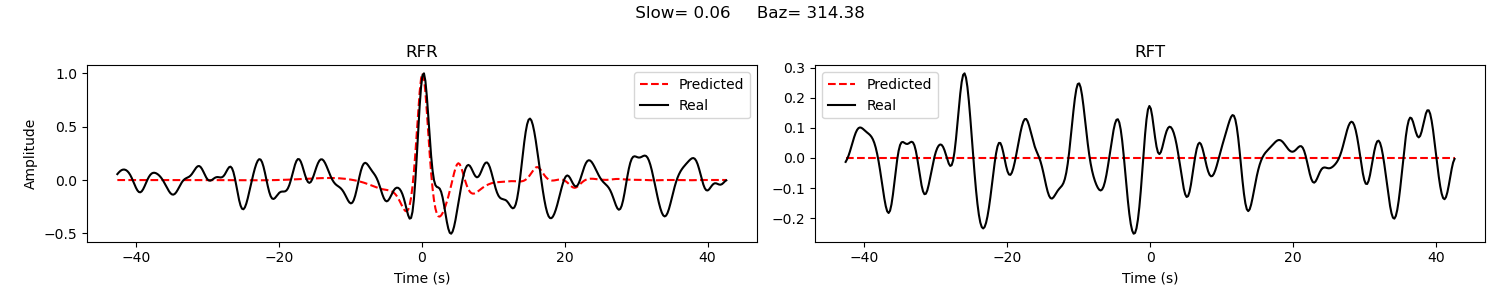 Slow= 0.06 Baz= 314.38
RFR
RFT
1.0
0.5
0.0
−0.5
Amplitude
Predicted
Real
−40
−20
0
20
40
Time (s)
0.3
0.2
0.1
0.0
−0.1
−0.2
Predicted
Real
−40
−20
0
20
40
Time (s)